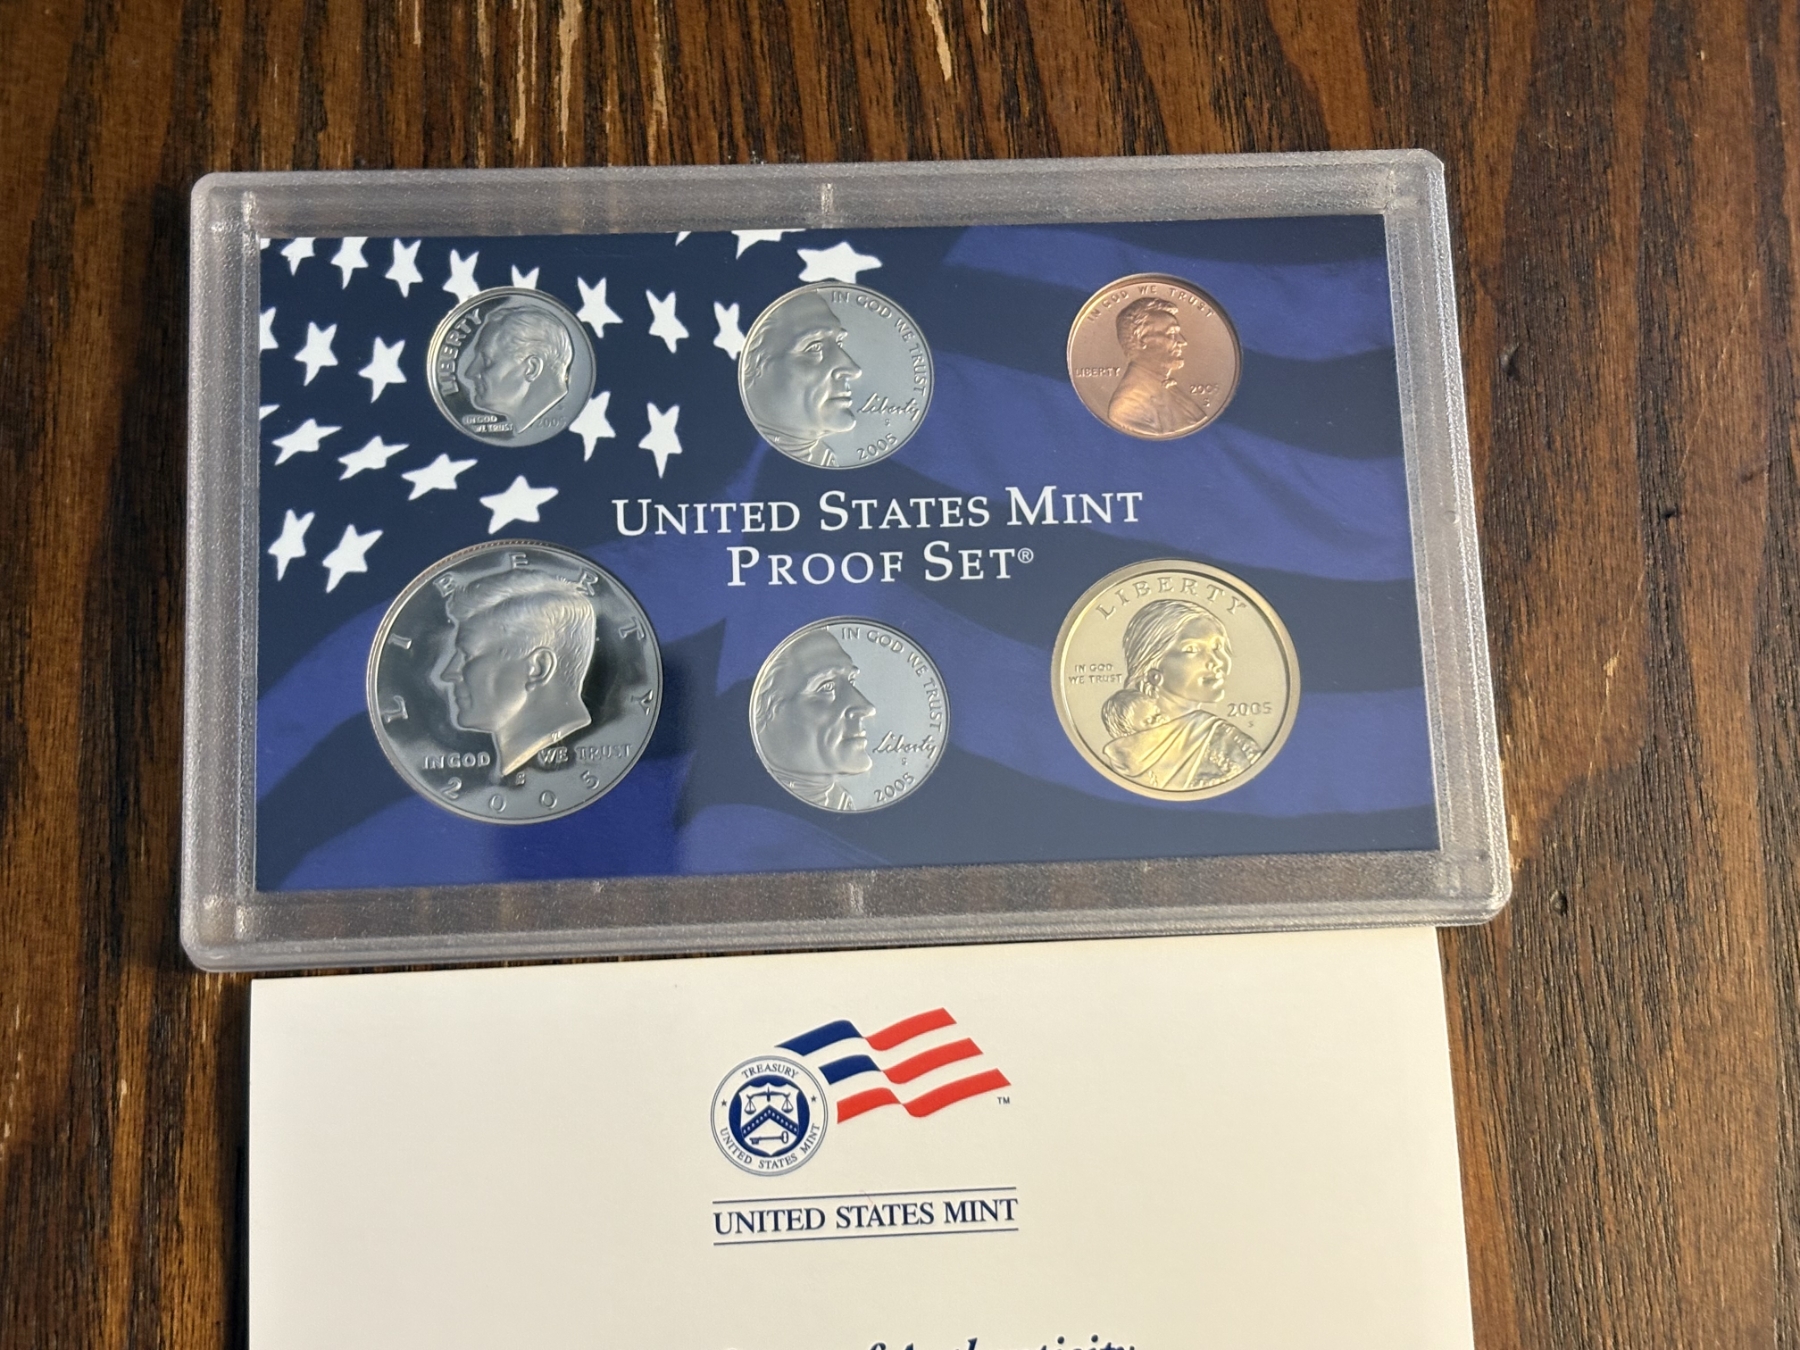 LIBERTY
IN GOD
WE TRUST
2005
IN GOD WE TRUST
Liberty
S
2005
IN GOD WE TRUST
LIBERTY
2005
S
UNITED STATES MINT
PROOF SET®
LIBERTY
IN GOD WE TRUST
S
2005
IN GOD WE TRUST
Liberty
S
2005
LIBERTY
IN GOD
WE TRUST
2005
S
TREASURY
UNITED STATES MINT
TM
UNITED STATES MINT
of Authenticity